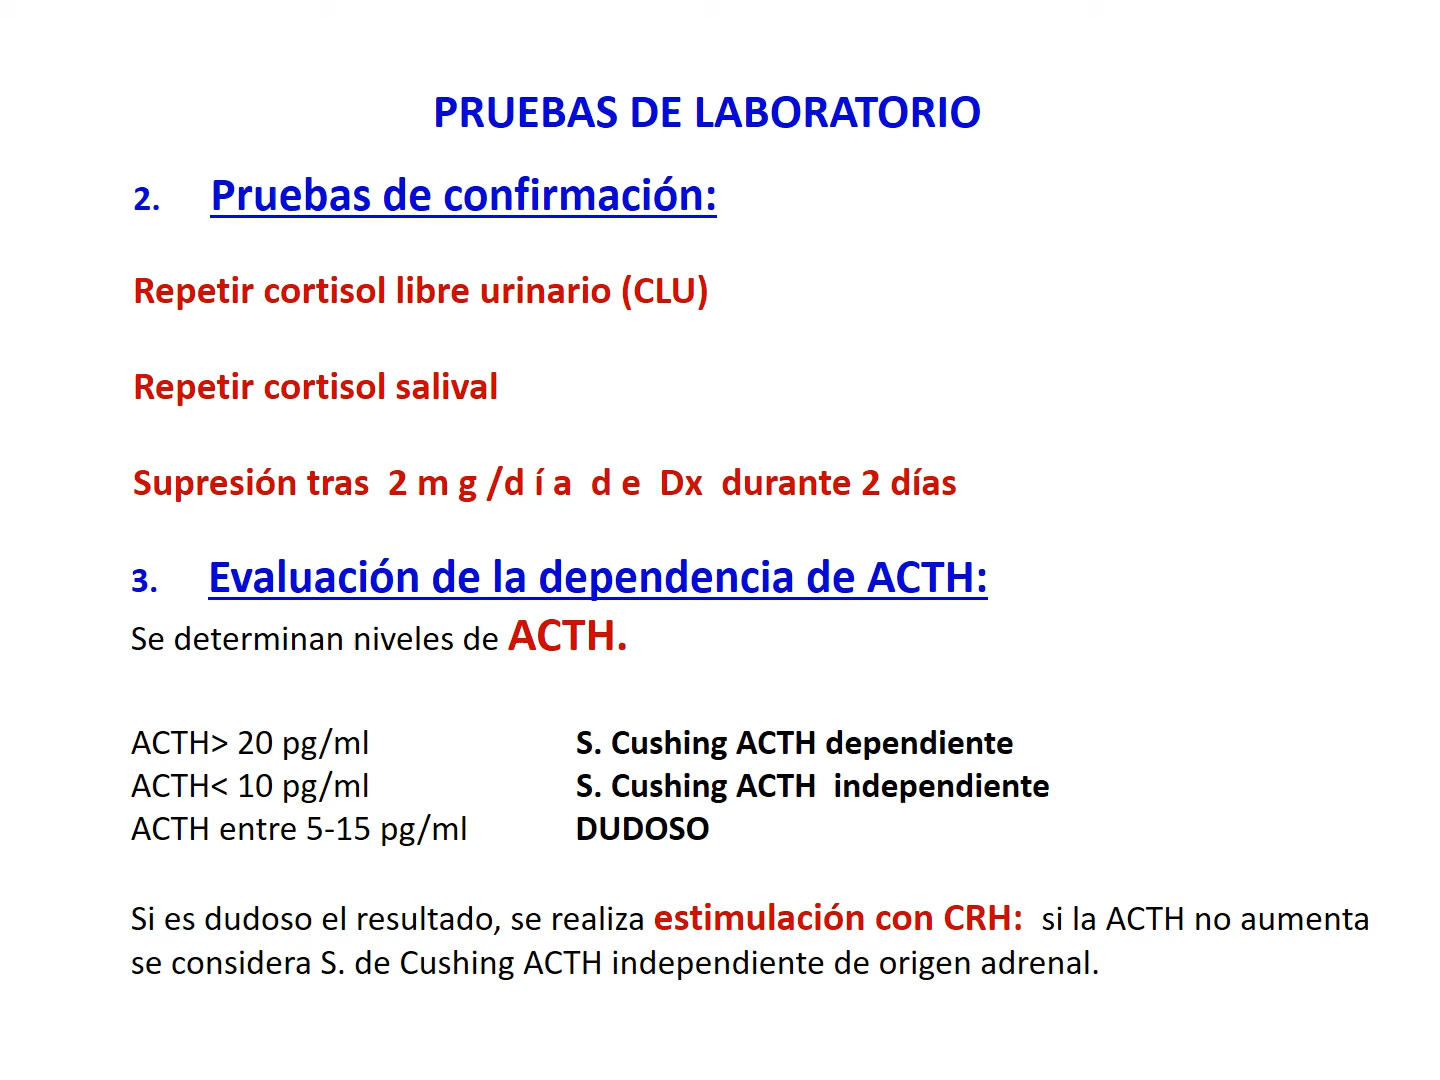 PRUEBAS DE LABORATORIO
2. Pruebas de confirmación:
Repetir cortisol libre urinario (CLU)
Repetir cortisol salival
Supresión tras 2 m g /d í a d e Dx durante 2 días
3. Evaluación de la dependencia de ACTH:
Se determinan niveles de ACTH.
ACTH> 20 pg/ml S. Cushing ACTH dependiente
ACTH< 10 pg/ml S. Cushing ACTH independiente
ACTH entre 5-15 pg/ml DUDOSO
Si es dudoso el resultado, se realiza estimulación con CRH: si la ACTH no aumenta
se considera S. de Cushing ACTH independiente de origen adrenal.